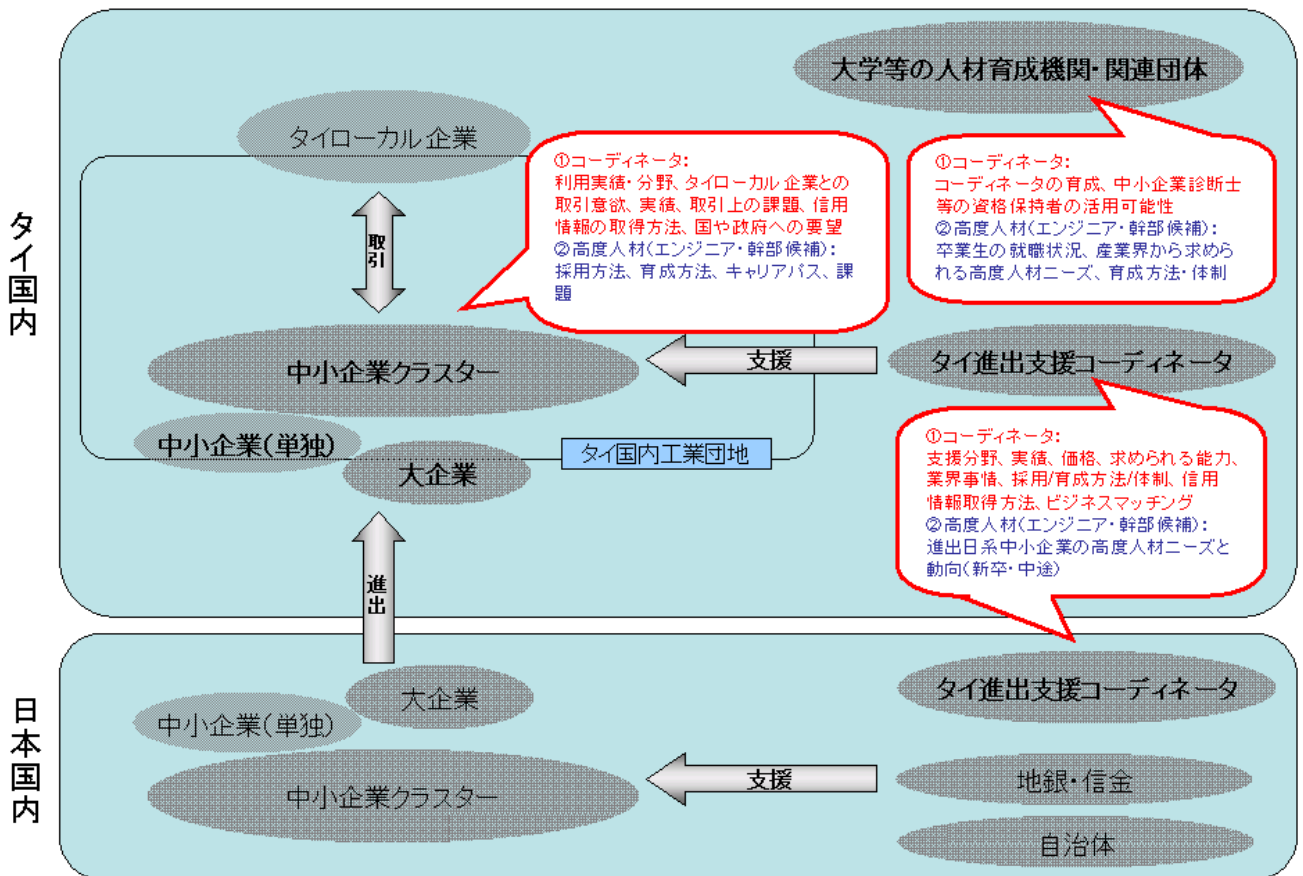 タイ国内
大学等の人材育成機関・関連団体
タイローカル企業
①コーディネータ:
利用実績・分野、タイローカル企業との
取引意欲、実績、取引上の課題、信用
情報の取得方法、国や政府への要望
②高度人材(エンジニア・幹部候補):
採用方法、育成方法、キャリアパス、課
題
①コーディネータ:
コーディネータの育成、中小企業診断士
等の資格保持者の活用可能性
②高度人材(エンジニア・幹部候補):
卒業生の就職状況、産業界から求めら
れる高度人材ニーズ、育成方法・体制
取引
中小企業クラスター
支援
タイ進出支援コーディネータ
中小企業(単独)
大企業
タイ国内工業団地
①コーディネータ:
支援分野、実績、価格、求められる能力、
業界事情、採用/育成方法/体制、信用
情報取得方法、ビジネスマッチング
②高度人材(エンジニア・幹部候補):
進出日系中小企業の高度人材ニーズと
動向(新卒・中途)
進出
日本国内
大企業
タイ進出支援コーディネータ
中小企業(単独)
中小企業クラスター
支援
地銀・信金
自治体